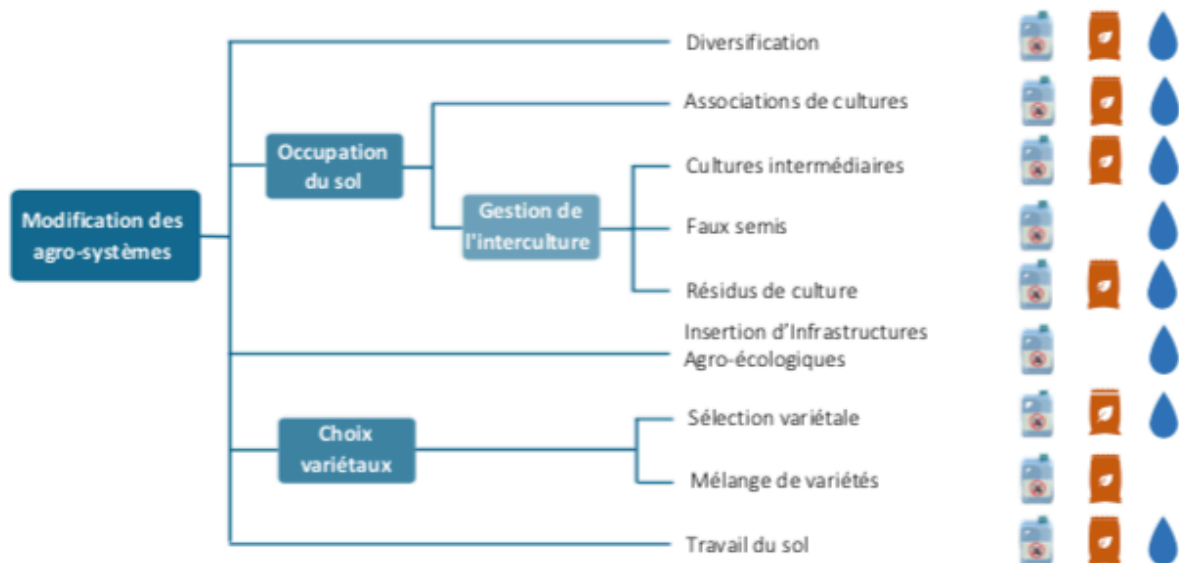 Diversification
Associations de cultures
Occupation
du sol
Cultures intermédiaires
Modification des
agro-systèmes
Gestion de
l'interculture
Faux semis
Résidus de culture
Insertion d'Infrastructures
Agro-écologiques
Choix
variétaux
Sélection variétale
Mélange de variétés
Travail du sol